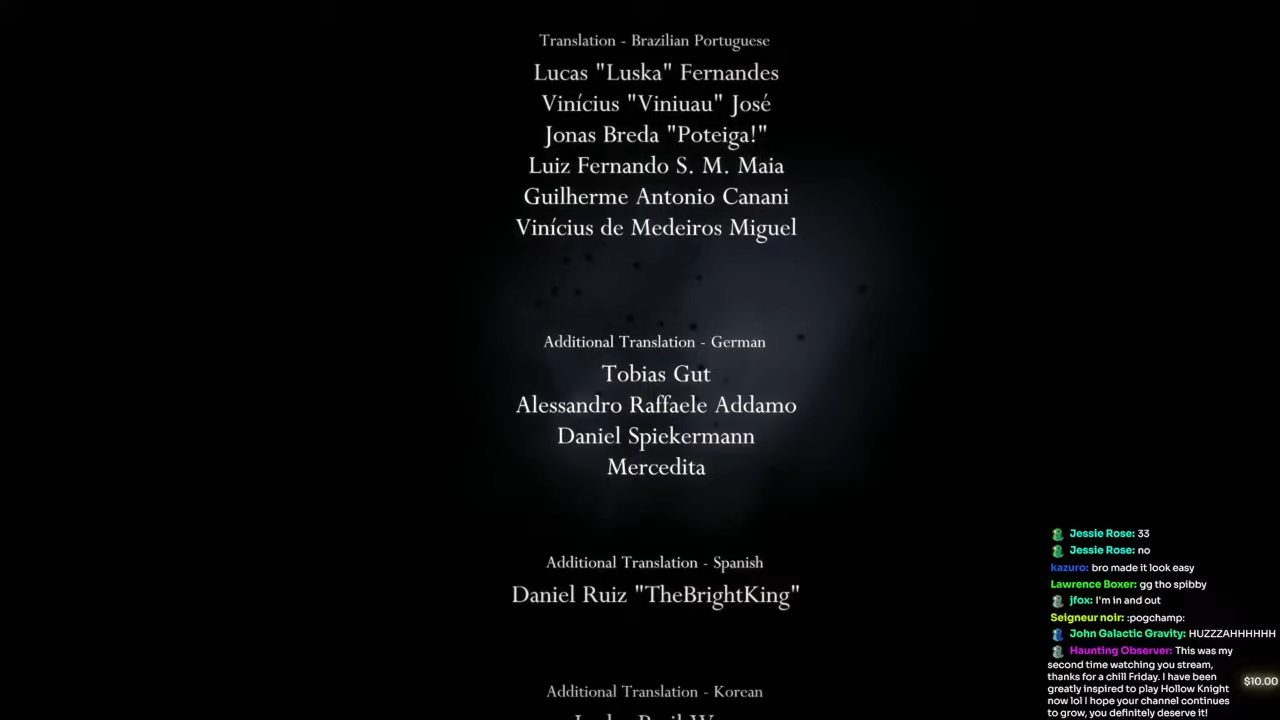 Translation - Brazilian Portuguese
Lucas "Luska" Fernandes
Vinícius "Viniuau" José
Jonas Breda "Poteiga!"
Luiz Fernando S. M. Maia
Guilherme Antonio Canani
Vinícius de Medeiros Miguel
Additional Translation - German
Tobias Gut
Alessandro Raffaele Addamo
Daniel Spiekermann
Mercedita
Additional Translation - Spanish
Daniel Ruiz "TheBrightKing"
Additional Translation - Korean
Jessie Rose: 33
Jessie Rose: no
kazuro: bro made it look easy
Lawrence Boxer: gg tho spibby
jfox: I'm in and out
Seigneur noir: :pogchamp:
John Galactic Gravity: HUZZZAHHHHHH
Haunting Observer: This was my
second time watching you stream,
thanks for a chill Friday. I have been
greatly inspired to play Hollow Knight
now lol I hope your channel continues
to grow, you definitely deserve it!
$10.00